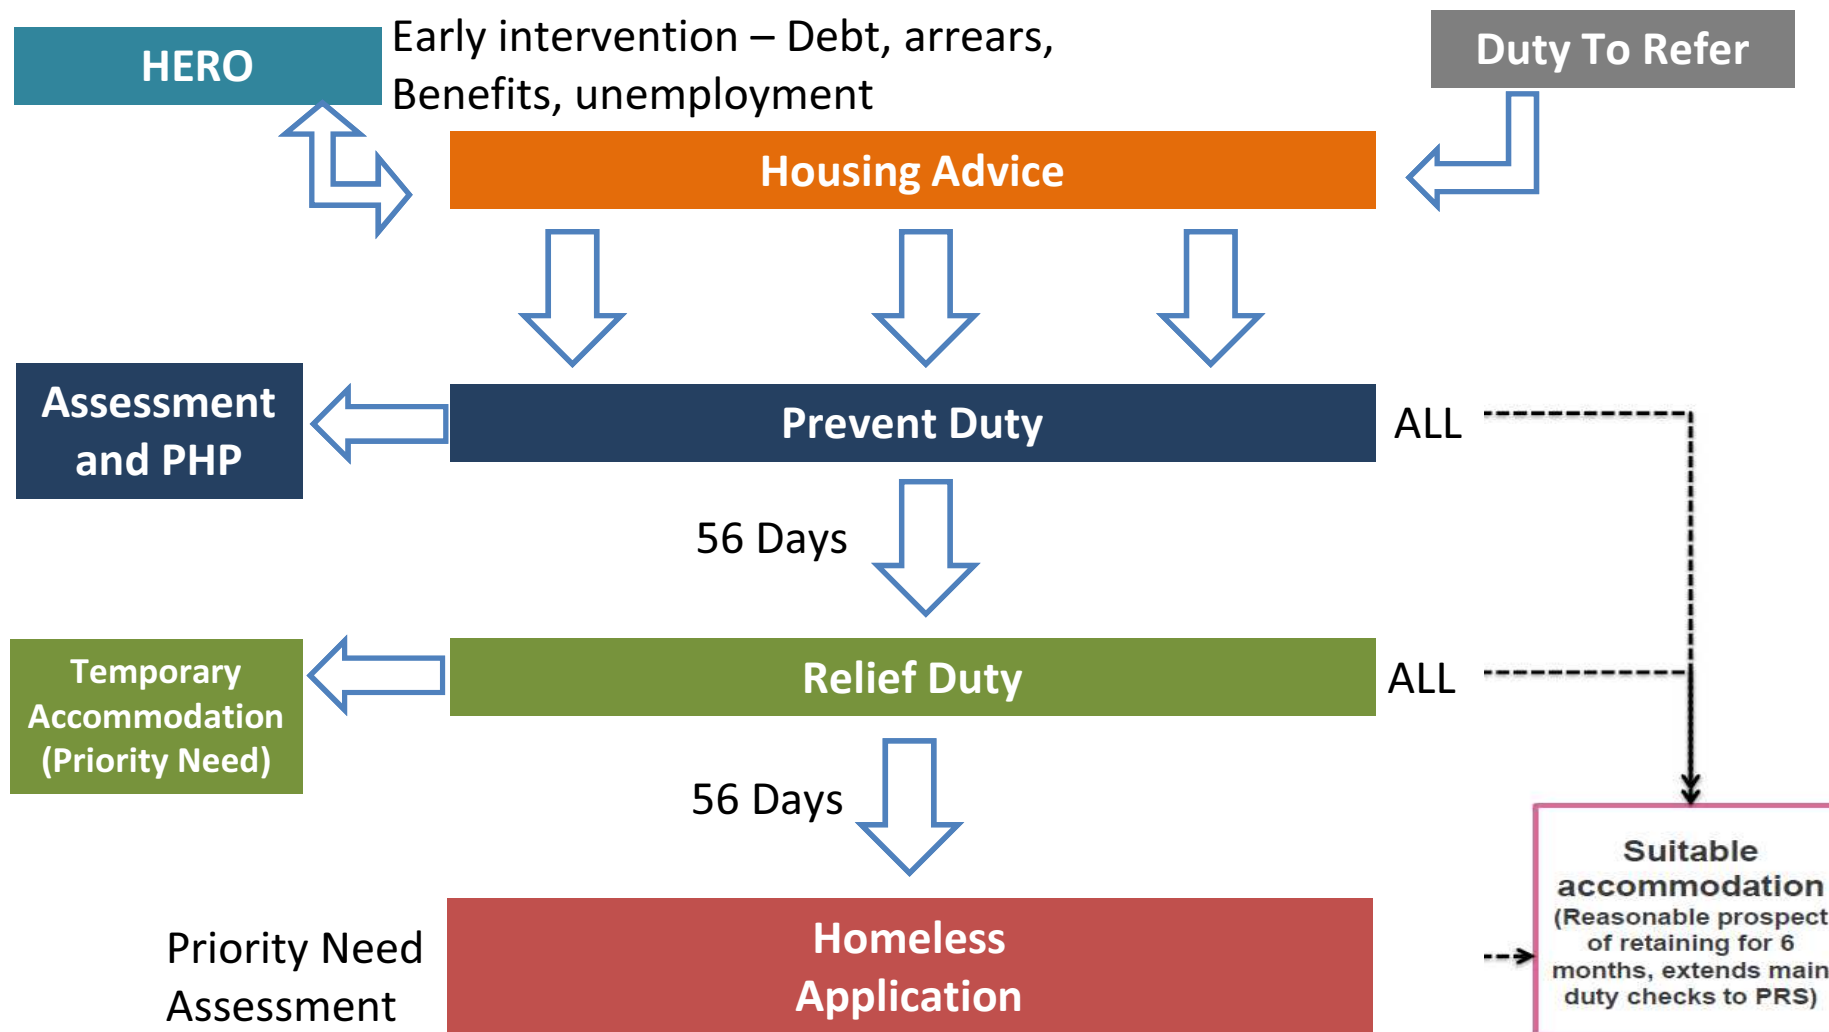 HERO
Early intervention – Debt, arrears,
Benefits, unemployment
Duty To Refer
Housing Advice
Assessment
and PHP
Prevent Duty
ALL
56 Days
Temporary
Accommodation
(Priority Need)
Relief Duty
ALL
56 Days
Priority Need
Assessment
Homeless
Application
Suitable
accommodation
(Reasonable prospect
of retaining for 6
months, extends main
duty checks to PRS)